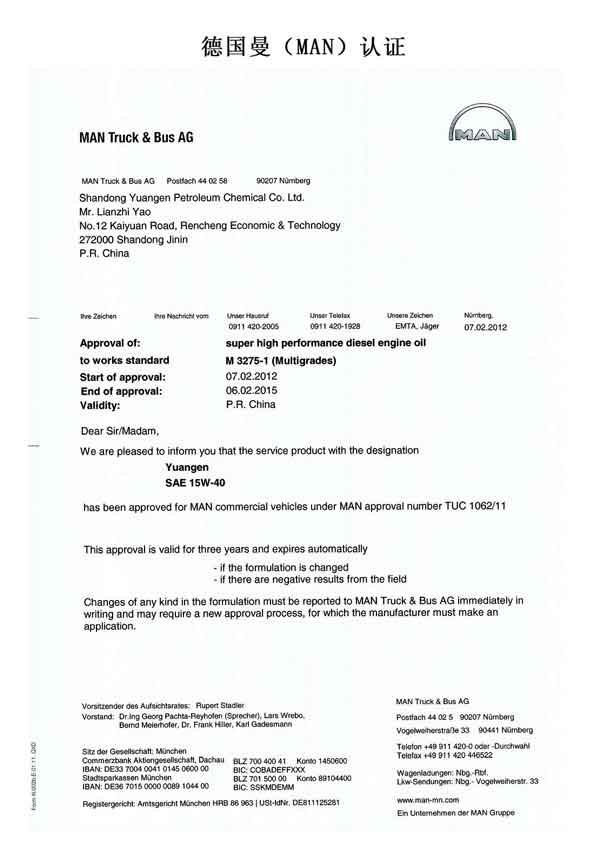 德国曼（MAN）认证
MAN
MAN Truck & Bus AG
MAN Truck & Bus AG Postfach 44 02 58 90207 Nürnberg
Shandong Yuangen Petroleum Chemical Co. Ltd.
Mr. Lianzhi Yao
No.12 Kaiyuan Road, Rencheng Economic & Technology
272000 Shandong Jinin
P.R. China
Ihre Zeichen Ihre Nachricht vom Unser Hausruf Unser Telefax Unsere Zeichen Nürnberg,
0911 420-2005 0911 420-1928 EMTA, Jäger 07.02.2012
Approval of: super high performance diesel engine oil
to works standard M 3275-1 (Multigrades)
Start of approval: 07.02.2012
End of approval: 06.02.2015
Validity: P.R. China
Dear Sir/Madam,
We are pleased to inform you that the service product with the designation
Yuangen
SAE 15W-40
has been approved for MAN commercial vehicles under MAN approval number TUC 1062/11
This approval is valid for three years and expires automatically
- if the formulation is changed
- if there are negative results from the field
Changes of any kind in the formulation must be reported to MAN Truck & Bus AG immediately in
writing and may require a new approval process, for which the manufacturer must make an
application.
Vorsitzender des Aufsichtsrates: Rupert Stadler
Vorstand: Dr.Ing Georg Pachta-Reyhofen (Sprecher), Lars Wrebo,
Bernd Meierhofer, Dr. Frank Hiller, Karl Gadesmann
Sitz der Gesellschaft: München
Commerzbank Aktiengesellschaft, Dachau BLZ 700 400 41 Konto 1450600
IBAN: DE33 7004 0041 0145 0600 00 BIC: COBADEFFXXX
Stadtsparkassen München BLZ 701 500 00 Konto 89104400
IBAN: DE36 7015 0000 0089 1044 00 BIC: SSKMDEMM
Registergericht: Amtsgericht München HRB 86 963 | USt-IdNr. DE811125281
MAN Truck & Bus AG
Postfach 44 02 5 90207 Nürnberg
Vogelweiherstraße 33 90441 Nürnberg
Telefon +49 911 420-0 oder -Durchwahl
Telefax +49 911 420 446522
Wagenladungen: Nbg.-Rbf.
Lkw-Sendungen: Nbg.- Vogelweiherstr. 33
www.man-mn.com
Ein Unternehmen der MAN Gruppe